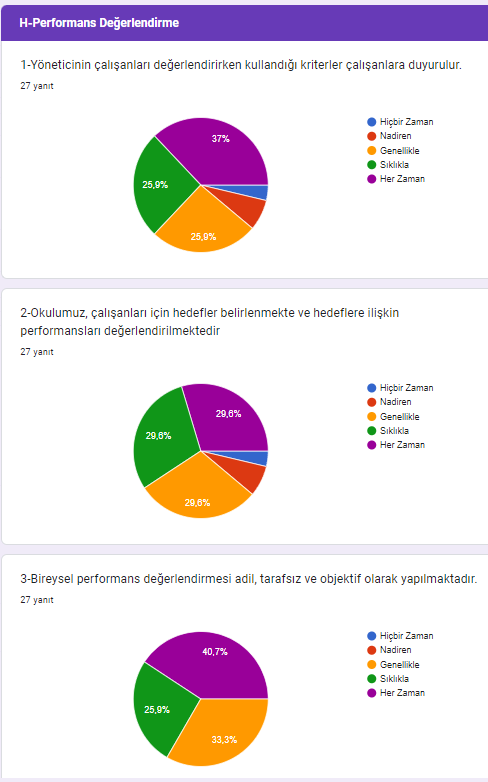 H-Performans Değerlendirme
1-Yöneticinin çalışanları değerlendirirken kullandığı kriterler çalışanlara duyurulur.
27 yanıt
37%
25,9%
25,9%
Hiçbir Zaman
Nadiren
Genellikle
Sıklıkla
Her Zaman
2-Okulumuz, çalışanları için hedefler belirlenmekte ve hedeflere ilişkin
performansları değerlendirilmektedir
27 yanıt
29,6%
29,6%
29,6%
Hiçbir Zaman
Nadiren
Genellikle
Sıklıkla
Her Zaman
3-Bireysel performans değerlendirmesi adil, tarafsız ve objektif olarak yapılmaktadır.
27 yanıt
40,7%
25,9%
33,3%
Hiçbir Zaman
Nadiren
Genellikle
Sıklıkla
Her Zaman